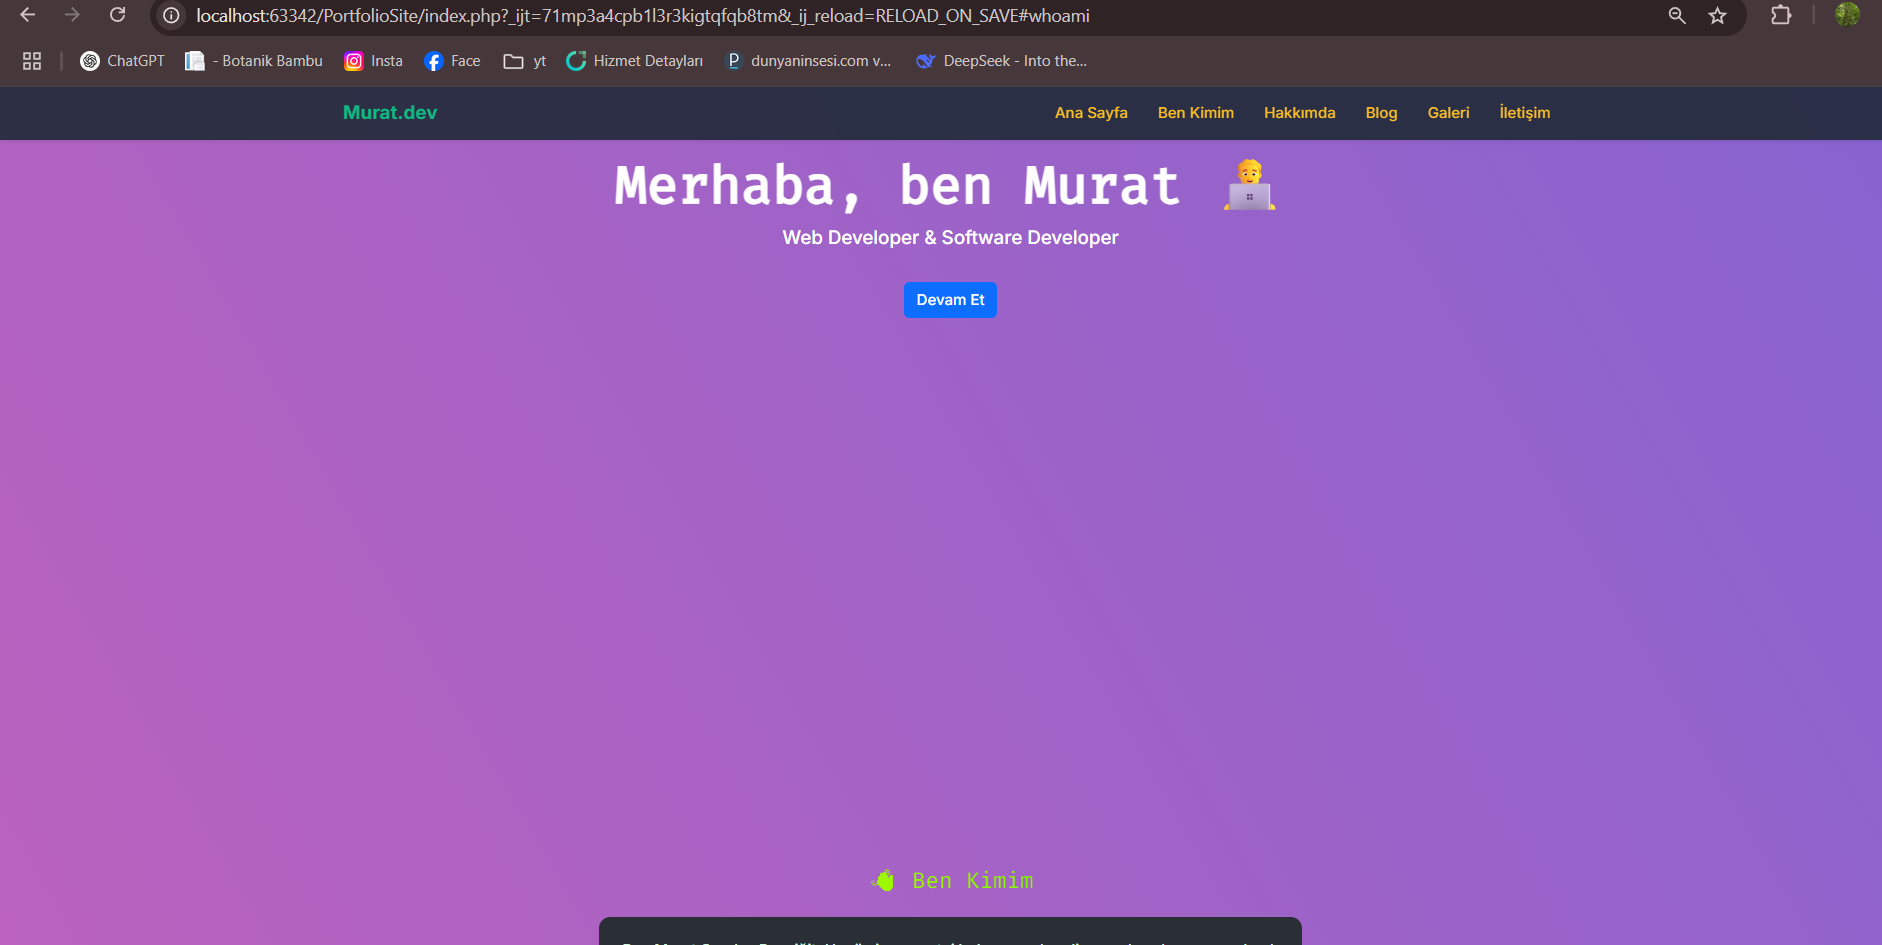 localhost:63342/PortfolioSite/index.php?_ijt=71mp3a4cpb1l3r3kigtqfqb8tm&_ij_reload=RELOAD_ON_SAVE#whoami
ChatGPT - Botanik Bambu Insta Face yt Hizmet Detayları dunyaninsesi.com v... DeepSeek - Into the...
Murat.dev Ana Sayfa Ben Kimim Hakkımda Blog Galeri İletişim
Merhaba, ben Murat
Web Developer & Software Developer
Devam Et
Ben Kimim